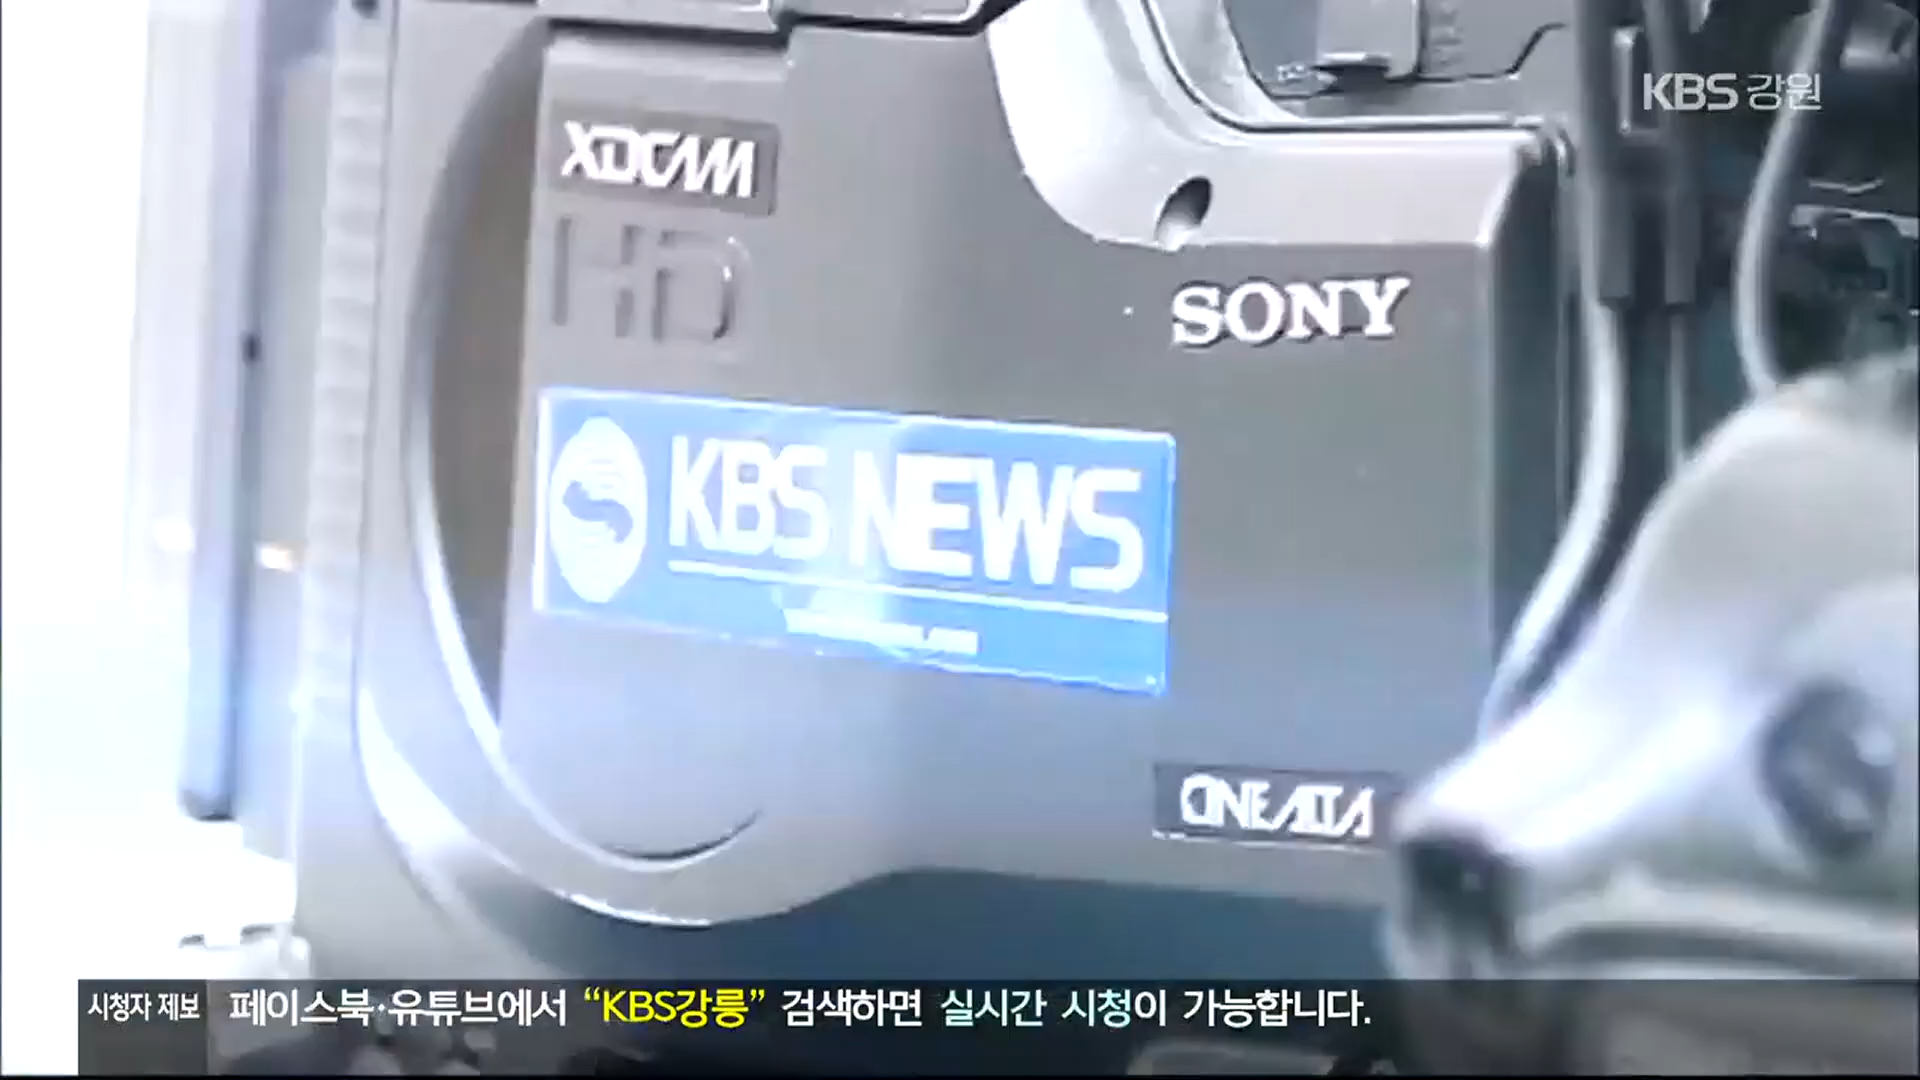 KBS 강원
XDCAM
HD
SONY
KBS NEWS
CINEALTA
시청자 제보
페이스북·유튜브에서 “KBS강릉” 검색하면 실시간 시청이 가능합니다.